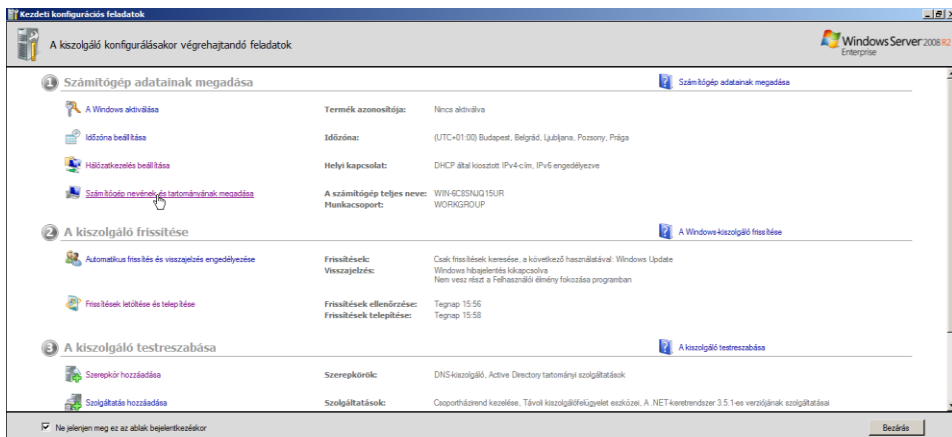 Kezdeti konfigurációs feladatok
A kiszolgáló konfigurálásakor végrehajtandó feladatok
Windows Server 2008 R2
Enterprise
1 Számítógép adatainak megadása
Számítógép adatainak megadása
A Windows aktiválása
Termék azonosítója: Nincs aktiválva
Időzóna beállítása
Időzóna: (UTC+01:00) Budapest, Belgrád, Ljubljana, Pozsony, Prága
Hálózatkezelés beállítása
Helyi kapcsolat: DHCP által kiosztott IPv4-cím, IPv6 engedélyezve
Számítógép nevének és tartományának megadása
A számítógép teljes neve: WIN-6C8SNJQ15UR
Munkacsoport: WORKGROUP
2 A kiszolgáló frissítése
A Windows-kiszolgáló frissítése
Automatikus frissítés és visszajelzés engedélyezése
Frissítések: Csak frissítések keresése, a következő használatával: Windows Update
Visszajelzés: Windows hibajelentés kikapcsolva
Nem vesz részt a Felhasználói élmény fokozása programban
Frissítések letöltése és telepítése
Frissítések ellenőrzése: Tegnap 15:56
Frissítések telepítése: Tegnap 15:58
3 A kiszolgáló testreszabása
A kiszolgáló testreszabása
Szerepkör hozzáadása
Szerepkörök: DNS-kiszolgáló, Active Directory tartományi szolgáltatások
Szolgáltatás hozzáadása
Szolgáltatások: Csoportházirend kezelése, Távoli kiszolgálófelügyelet eszközei, A .NET-keretrendszer 3.5.1-es verziójának szolgáltatásai
Ne jelenjen meg ez az ablak bejelentkezéskor
Bezárás